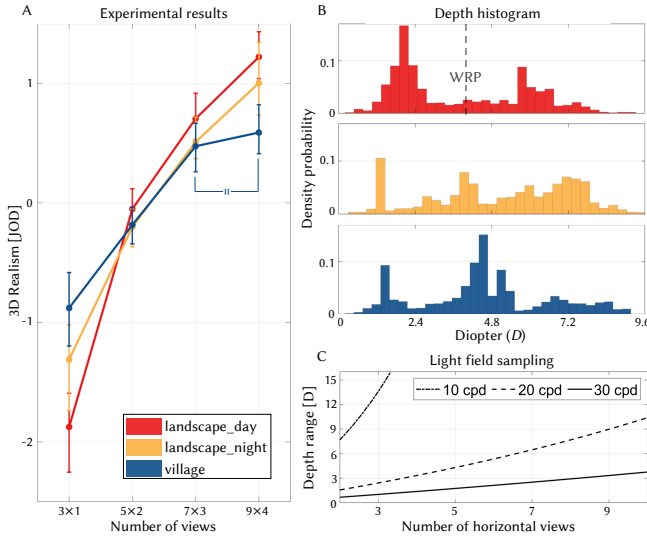 A
Experimental results
3D Realism [JOD]
1
0
-1
-2
=
landscape_day
landscape_night
village
3×1
5×2
7×3
9×4
Number of views
B
Depth histogram
Density probability
0.1
0
WRP
0.1
0
0.1
0
2.4
4.8
7.2
9.6
Diopter (D)
C
Light field sampling
Depth range [D]
15
12
9
6
3
0
10 cpd
20 cpd
30 cpd
3
5
7
9
Number of horizontal views